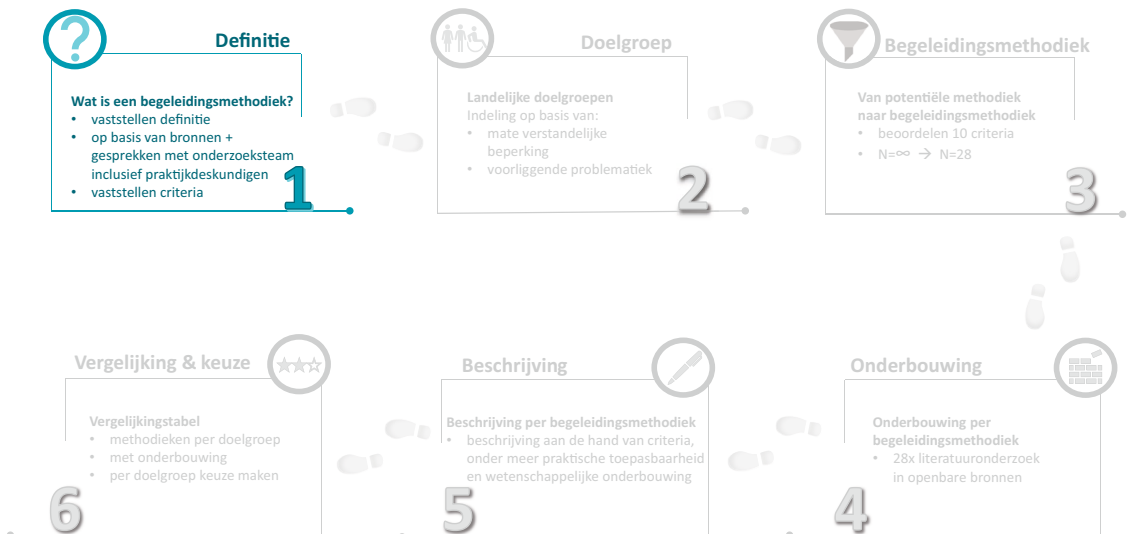 ?
Definitie
Wat is een begeleidingsmethodiek?
• vaststellen definitie
• op basis van bronnen +
gesprekken met onderzoeksteam
inclusief praktijkdeskundigen
• vaststellen criteria
1
Doelgroep
Landelijke doelgroepen
Indeling op basis van:
• mate verstandelijke
beperking
• voorliggende problematiek
2
Begeleidingsmethodiek
Van potentiële methodiek
naar begeleidingsmethodiek
• beoordelen 10 criteria
• N=∞ → N=28
3
Onderbouwing
Onderbouwing per
begeleidingsmethodiek
• 28x literatuuronderzoek
in openbare bronnen
4
Beschrijving
Beschrijving per begeleidingsmethodiek
• beschrijving aan de hand van criteria,
onder meer praktische toepasbaarheid
en wetenschappelijke onderbouwing
5
Vergelijking & keuze
Vergelijkingstabel
• methodieken per doelgroep
• met onderbouwing
• per doelgroep keuze maken
6